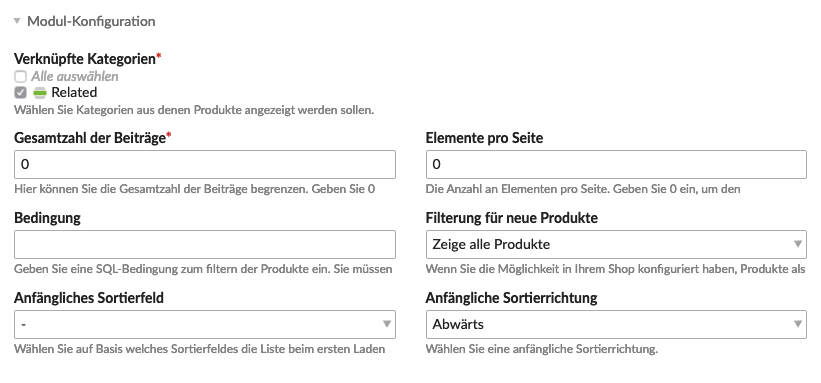 Modul-Konfiguration
Verknüpfte Kategorien*
Alle auswählen
Related
Wählen Sie Kategorien aus denen Produkte angezeigt werden sollen.
Gesamtzahl der Beiträge*
0
Hier können Sie die Gesamtzahl der Beiträge begrenzen. Geben Sie 0
Elemente pro Seite
0
Die Anzahl an Elementen pro Seite. Geben Sie 0 ein, um den
Bedingung
Geben Sie eine SQL-Bedingung zum filtern der Produkte ein. Sie müssen
Filterung für neue Produkte
Zeige alle Produkte
Wenn Sie die Möglichkeit in Ihrem Shop konfiguriert haben, Produkte als
Anfängliches Sortierfeld
-
Wählen Sie auf Basis welches Sortierfeldes die Liste beim ersten Laden
Anfängliche Sortierrichtung
Abwärts
Wählen Sie eine anfängliche Sortierrichtung.